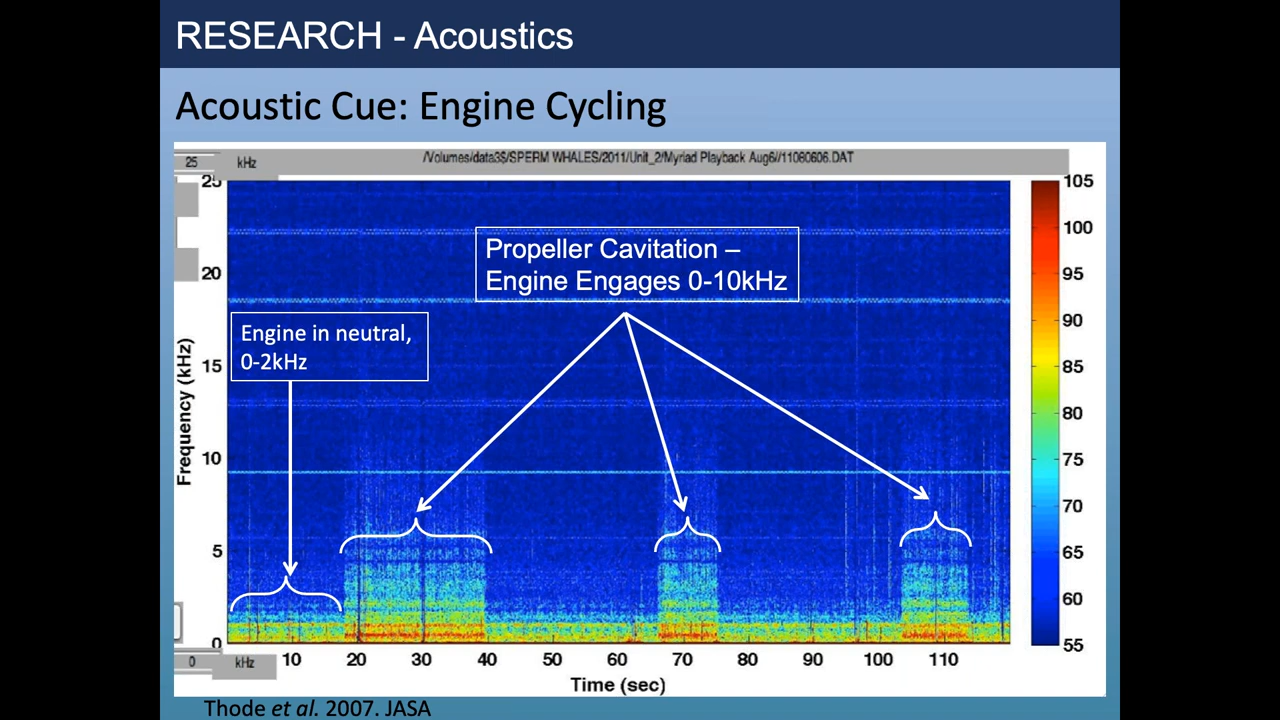 RESEARCH - Acoustics
Acoustic Cue: Engine Cycling
25 kHz
/Volumes/data3$/SPERM WHALES/2011/Unit_2/Myriad Playback Aug6//11080606.DAT
25
20
15
10
5
0
Frequency (kHz)
Propeller Cavitation –
Engine Engages 0-10kHz
Engine in neutral,
0-2kHz
105
100
95
90
85
80
75
70
65
60
55
0 kHz
10 20 30 40 50 60 70 80 90 100 110
Time (sec)
Thode et al. 2007. JASA